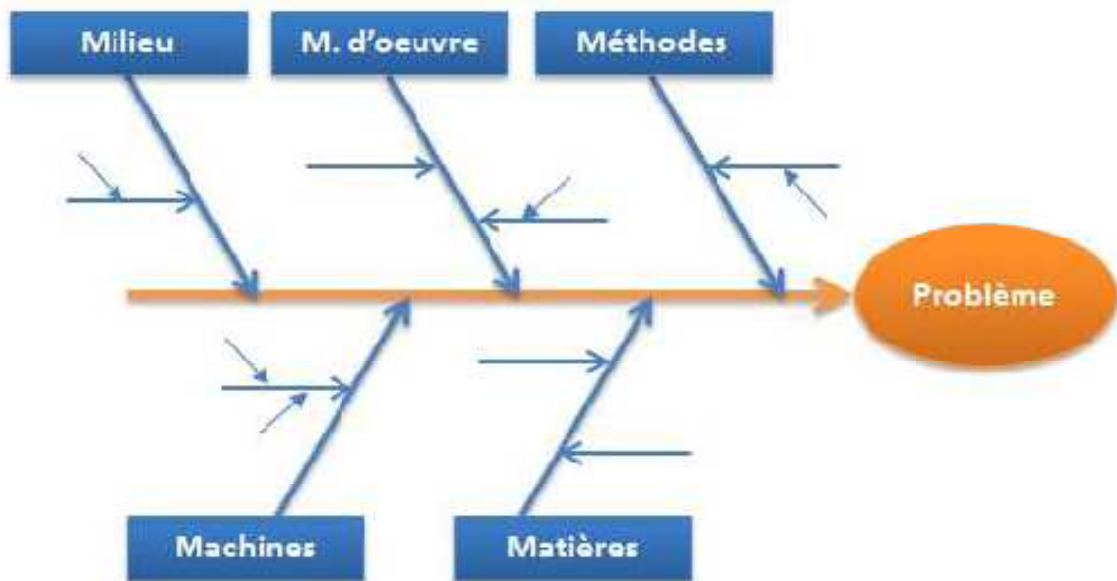 Milieu
M. d'oeuvre
Méthodes
Problème
Machines
Matières